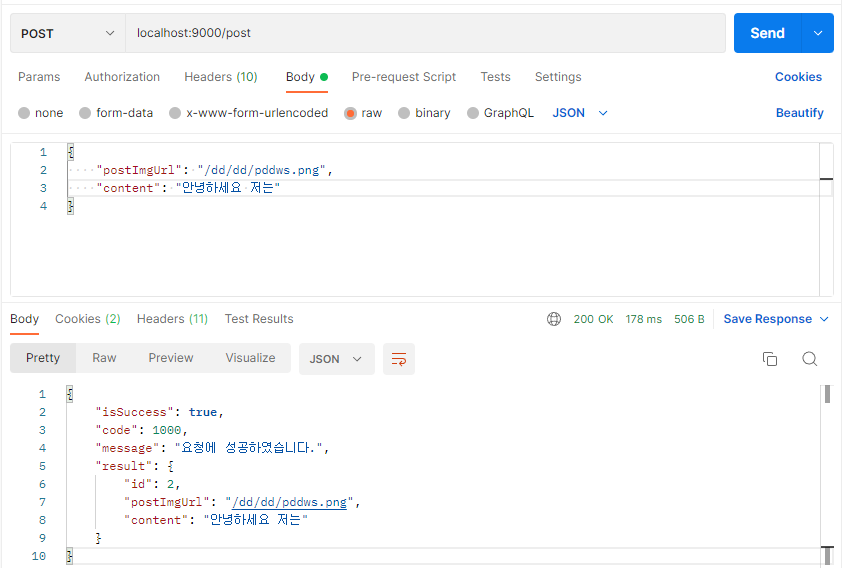 POST localhost:9000/post Send
Params Authorization Headers (10) Body Pre-request Script Tests Settings Cookies
none form-data x-www-form-urlencoded raw binary GraphQL JSON Beautify
1 {
2 "postImgUrl": "/dd/dd/pddws.png",
3 "content": "안녕하세요 저는"
4 }
Body Cookies (2) Headers (11) Test Results 200 OK 178 ms 506 B Save Response
Pretty Raw Preview Visualize JSON
1 {
2 "isSuccess": true,
3 "code": 1000,
4 "message": "요청에 성공하였습니다.",
5 "result": {
6 "id": 2,
7 "postImgUrl": "/dd/dd/pddws.png",
8 "content": "안녕하세요 저는"
9 }
10 }